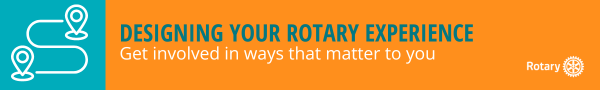 DESIGNING YOUR ROTARY EXPERIENCE
Get involved in ways that matter to you
Rotary